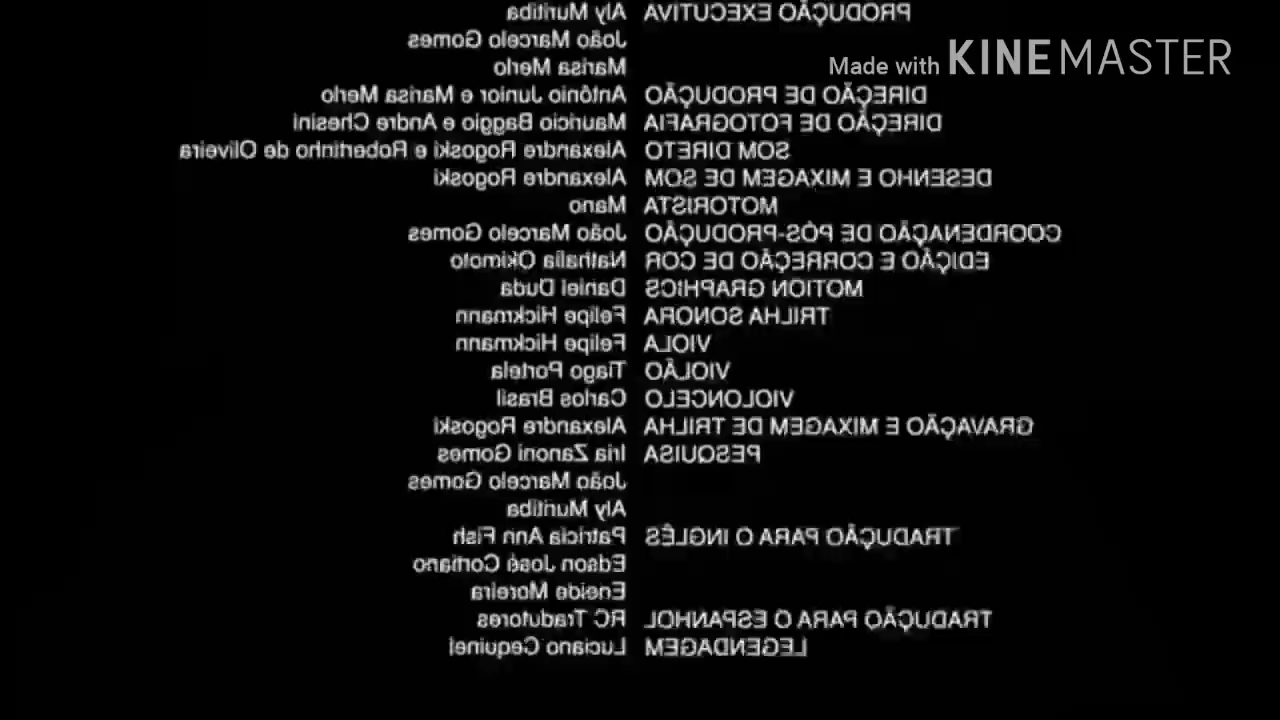 PRODUÇÃO EXECUTIVA Aly Muritiba
João Marcelo Gomes
Made with KINEMASTER
Marisa Merlo
DIREÇÃO DE PRODUÇÃO Antônio Junior e Marisa Merlo
DIREÇÃO DE FOTOGRAFIA Mauricio Baggio e Andre Chesini
SOM DIRETO Alexandre Rogoski e Robertinho de Oliveira
DESENHO E MIXAGEM DE SOM Alexandre Rogoski
MOTORISTA Mano
COORDENAÇÃO DE PÓS-PRODUÇÃO João Marcelo Gomes
EDIÇÃO E CORREÇÃO DE COR Nathalia Okimoto
MOTION GRAPHICS Daniel Duda
TRILHA SONORA Felipe Hickmann
VIOLA Felipe Hickmann
VIOLÃO Tiago Portela
VIOLONCELO Carlos Brasil
GRAVAÇÃO E MIXAGEM DE TRILHA Alexandre Rogoski
PESQUISA Iria Zanoni Gomes
João Marcelo Gomes
Aly Muritiba
TRADUÇÃO PARA O INGLÊS Patricia Ann Fish
Edson José Cortiano
Eneide Moreira
TRADUÇÃO PARA O ESPANHOL RC Tradutores
LEGENDAGEM Luciano Cequinel